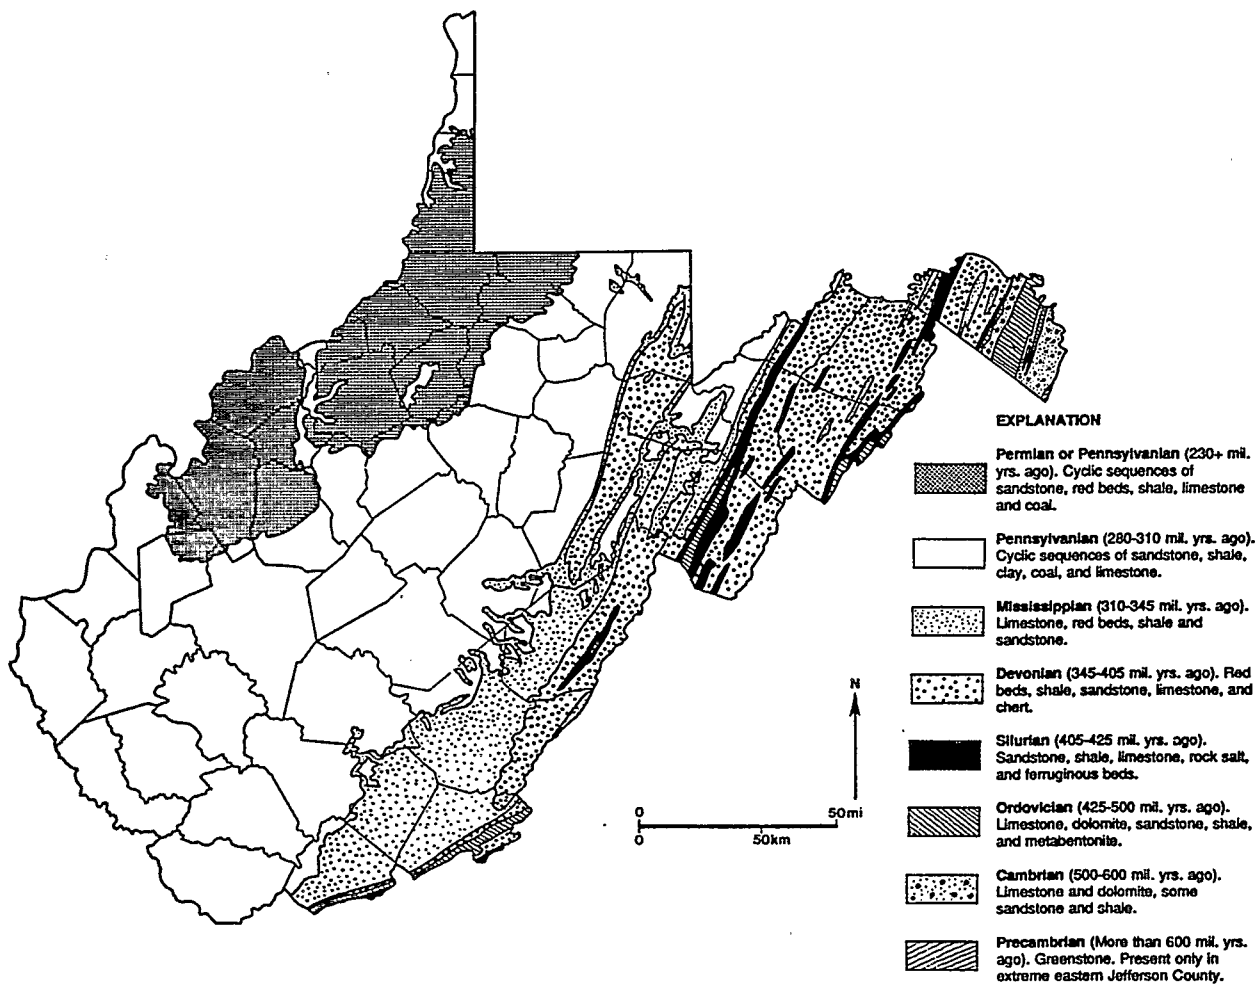 EXPLANATION
Permian or Pennsylvanian (230+ mil.
yrs. ago). Cyclic sequences of
sandstone, red beds, shale, limestone
and coal.
Pennsylvanian (280-310 mil. yrs. ago).
Cyclic sequences of sandstone, shale,
clay, coal, and limestone.
Mississippian (310-345 mil. yrs. ago).
Limestone, red beds, shale and
sandstone.
Devonian (345-405 mil. yrs. ago). Red
beds, shale, sandstone, limestone, and
chert.
Silurian (405-425 mil. yrs. ago).
Sandstone, shale, limestone, rock salt,
and ferruginous beds.
Ordovician (425-500 mil. yrs. ago).
Limestone, dolomite, sandstone, shale,
and metabentonite.
Cambrian (500-600 mil. yrs. ago).
Limestone and dolomite, some
sandstone and shale.
Precambrian (More than 600 mil. yrs.
ago). Greenstone. Present only in
extreme eastern Jefferson County.
N
0 50mi
0 50km